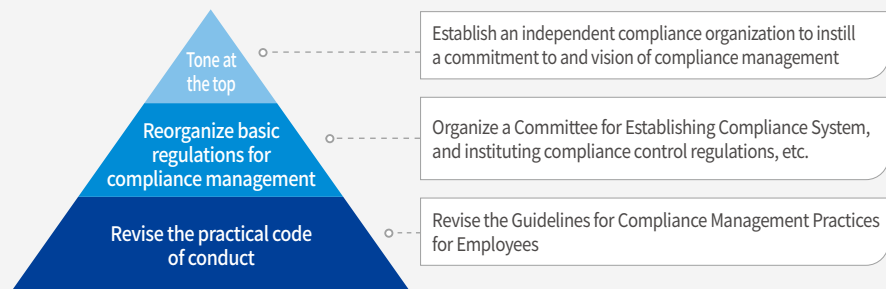 Tone at
the top
Establish an independent compliance organization to instill
a commitment to and vision of compliance management
Reorganize basic
regulations for
compliance management
Organize a Committee for Establishing Compliance System,
and instituting compliance control regulations, etc.
Revise the practical code
of conduct
Revise the Guidelines for Compliance Management Practices
for Employees